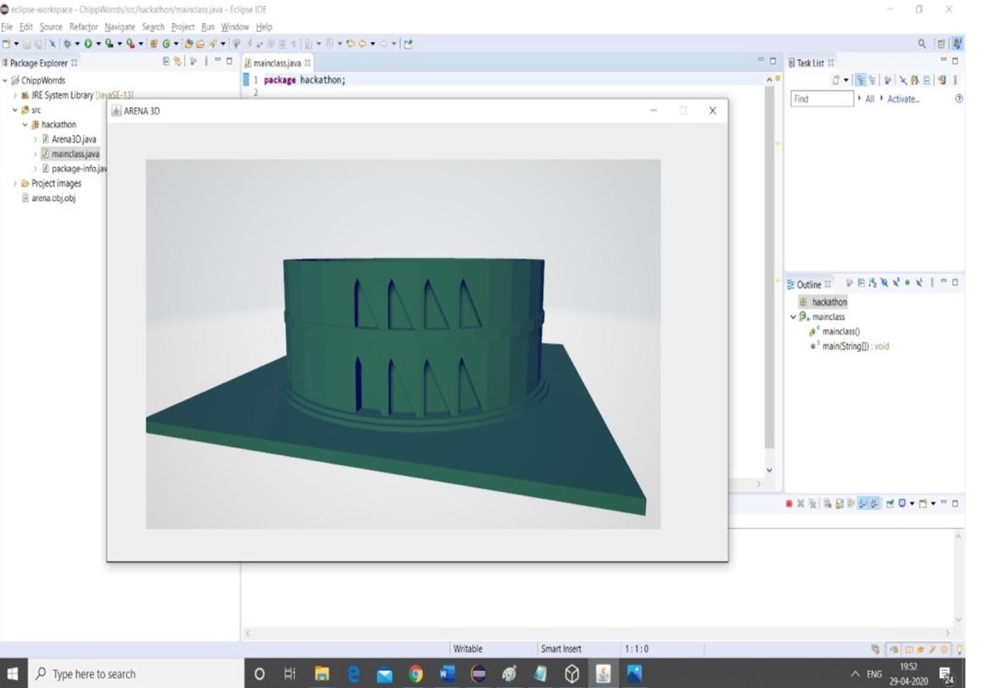 eclipse-workspace - ChippWorrds/src/hackathon/mainclass.java - Eclipse IDE
File Edit Source Refactor Navigate Search Project Run Window Help
Package Explorer
mainclass.java
Task List
ChippWorrds
1 package hackathon;
2
JRE System Library [JavaSE-13]
Find
All
Activate...
src
ARENA 3D
hackathon
Arena3D.java
mainclass.java
package-info.jav
Project images
arena.obj.obj
Outline
hackathon
mainclass
mainclass()
main(String[]) : void
Writable
Smart Insert
1:1:0
Type here to search
ENG
19:52
29-04-2020
24